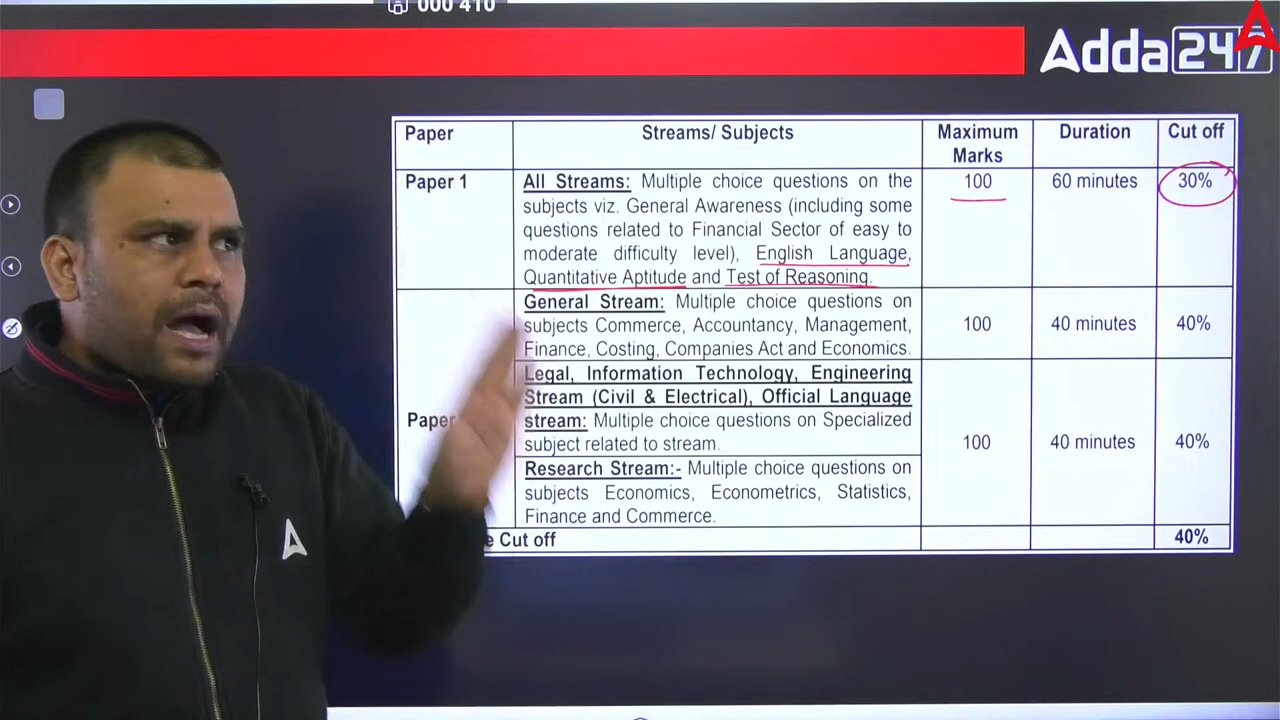 000 410
Adda 247
Paper
Streams/ Subjects
Maximum
Marks
Duration
Cut off
Paper 1
All Streams: Multiple choice questions on the
subjects viz. General Awareness (including some
questions related to Financial Sector of easy to
moderate difficulty level), English Language,
Quantitative Aptitude and Test of Reasoning.
100
60 minutes
30%
General Stream: Multiple choice questions on
subjects Commerce, Accountancy, Management,
Finance, Costing, Companies Act and Economics.
100
40 minutes
40%
Paper
Legal, Information Technology, Engineering
Stream (Civil & Electrical), Official Language
stream: Multiple choice questions on Specialized
subject related to stream.
100
40 minutes
40%
Research Stream:- Multiple choice questions on
subjects Economics, Econometrics, Statistics,
Finance and Commerce.
e Cut off
40%